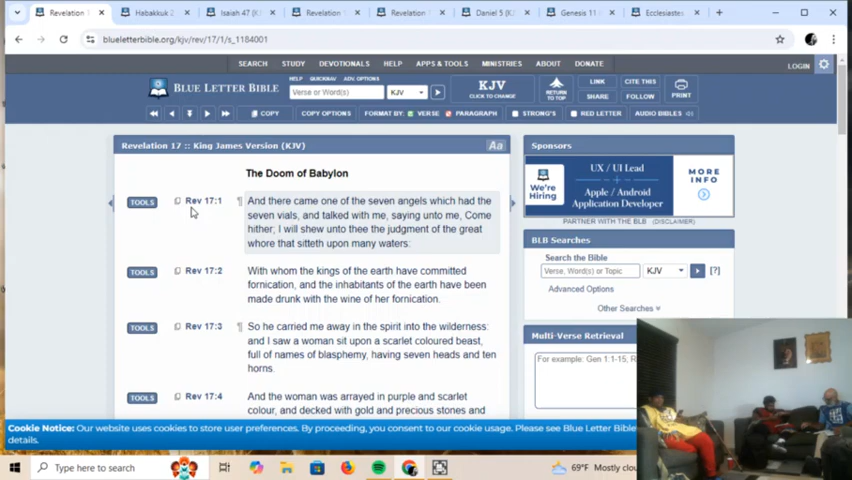 Revelation 1
Habakkuk 2
Isaiah 47 (KJ
Revelation
Revelation
Daniel 5 (KJ
Genesis 11
Ecclesiastes
blueletterbible.org/kjv/rev/17/1/s_1184001
SEARCH STUDY DEVOTIONALS HELP APPS & TOOLS MINISTRIES ABOUT DONATE
LOGIN
BLUE LETTER BIBLE
HELP QUICKNAV ADV. OPTIONS
Verse or Word(s) KJV
KJV
CLICK TO CHANGE
RETURN
TO TOP
LINK
SHARE
CITE THIS
FOLLOW
PRINT
COPY COPY OPTIONS FORMAT BY: VERSE PARAGRAPH STRONG'S RED LETTER AUDIO BIBLES
Revelation 17 :: King James Version (KJV) Aa
The Doom of Babylon
TOOLS Rev 17:1 ¶ And there came one of the seven angels which had the
seven vials, and talked with me, saying unto me, Come
hither; I will shew unto thee the judgment of the great
whore that sitteth upon many waters:
TOOLS Rev 17:2 With whom the kings of the earth have committed
fornication, and the inhabitants of the earth have been
made drunk with the wine of her fornication.
TOOLS Rev 17:3 ¶ So he carried me away in the spirit into the wilderness:
and I saw a woman sit upon a scarlet coloured beast,
full of names of blasphemy, having seven heads and ten
horns.
TOOLS Rev 17:4 And the woman was arrayed in purple and scarlet
colour, and decked with gold and precious stones and
Sponsors
We're
Hiring
UX / UI Lead
+
Apple / Android
Application Developer
MORE
INFO
PARTNER WITH THE BLB (DISCLAIMER)
BLB Searches
Search the Bible
Verse, Word(s) or Topic KJV [?]
Advanced Options
Other Searches
Multi-Verse Retrieval
For example: Gen 1:1-15; R
Cookie Notice: Our website uses cookies to store user preferences. By proceeding, you consent to our cookie usage. Please see Blue Letter Bible
details.
Type here to search
69°F Mostly clou